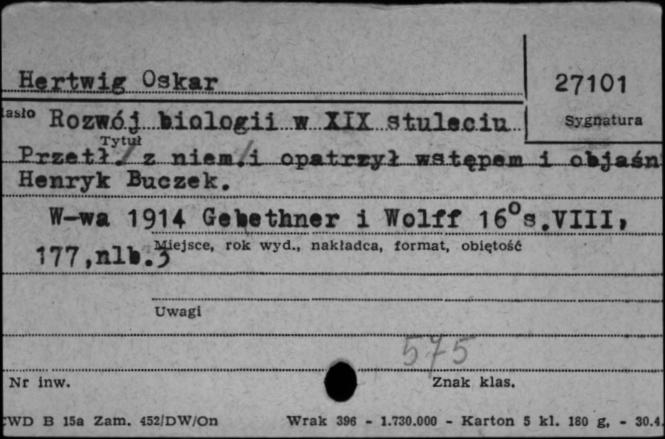 Hertwig Oskar
27101
asło Rozwój biologii w XIX stuleciu
Sygnatura
Tytuł
Przetł. z niem. i opatrzył wstępem i objaśn
Henryk Buczek.
W-wa 1914 Gebethner i Wolff 16° s. VIII,
177, nlb. 3
Miejsce, rok wyd., nakładca, format, objętość
Uwagi
575
Nr inw.
Znak klas.
CWD B 15a Zam. 452/DW/On Wrak 396 - 1.730.000 - Karton 5 kl. 180 g. - 30.4